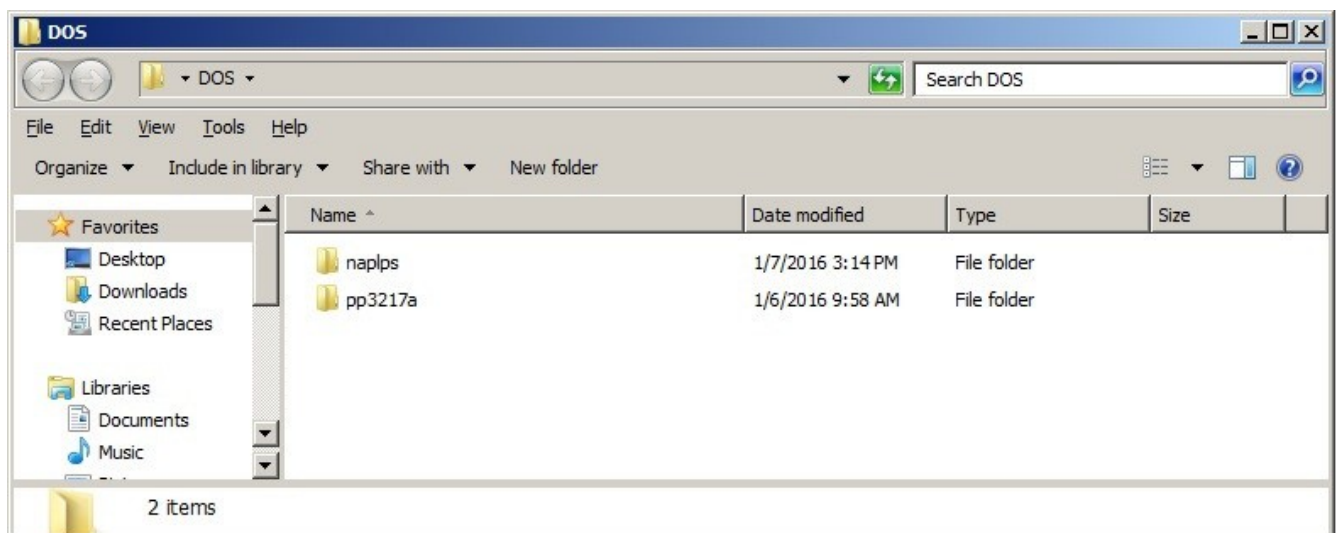 DOS
DOS
Search DOS
File Edit View Tools Help
Organize Include in library Share with New folder
Name Date modified Type Size
Favorites
Desktop
Downloads
Recent Places
Libraries
Documents
Music
naplps 1/7/2016 3:14 PM File folder
pp3217a 1/6/2016 9:58 AM File folder
2 items